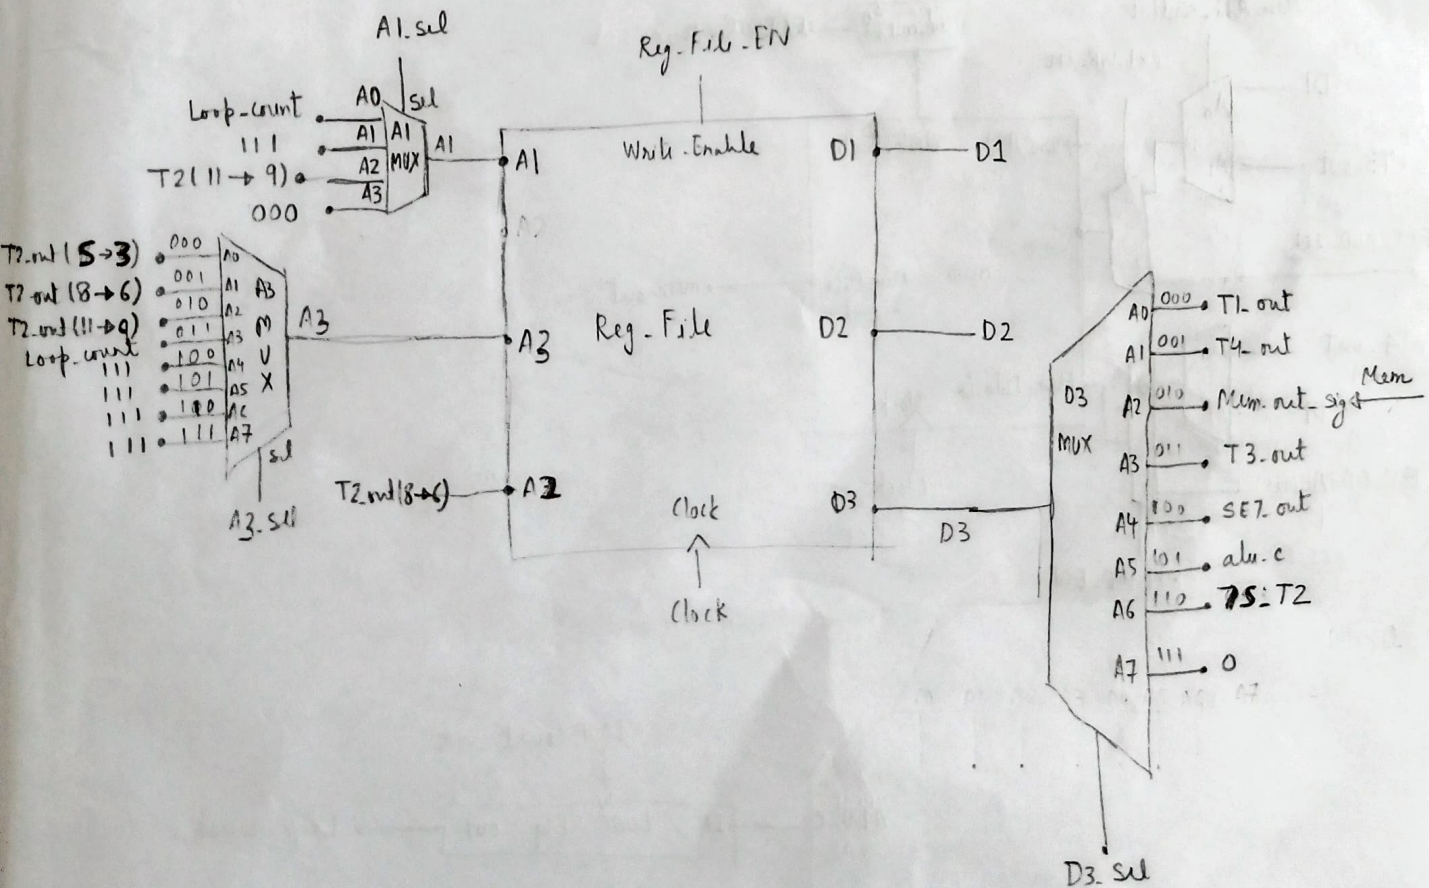 A1_sel
Reg_File_EN
Loop_count A0 sel
111 A1 A1 MUX A1
T2(11→9) A2
000 A3
A1
Write_Enable
D1 D1
T2_out(5→3) 000 A0
T2_out(8→6) 001 A1 A3
T2_out(11→9) 010 A2 M
Loop_count 011 A3 U
111 100 A4 X
111 101 A5
111 110 A6
111 111 A7
sel
A3_sel
A3
A3
Reg_File
D2 D2
T2_out(8→6) A2
Clock
Clock
D3
D3
D3
MUX
A0 000 T1_out
A1 001 T4_out
A2 010 Mem_out_sig Mem
A3 011 T3_out
A4 100 SE7_out
A5 101 alu_c
A6 110 7S_T2
A7 111 0
D3_sel